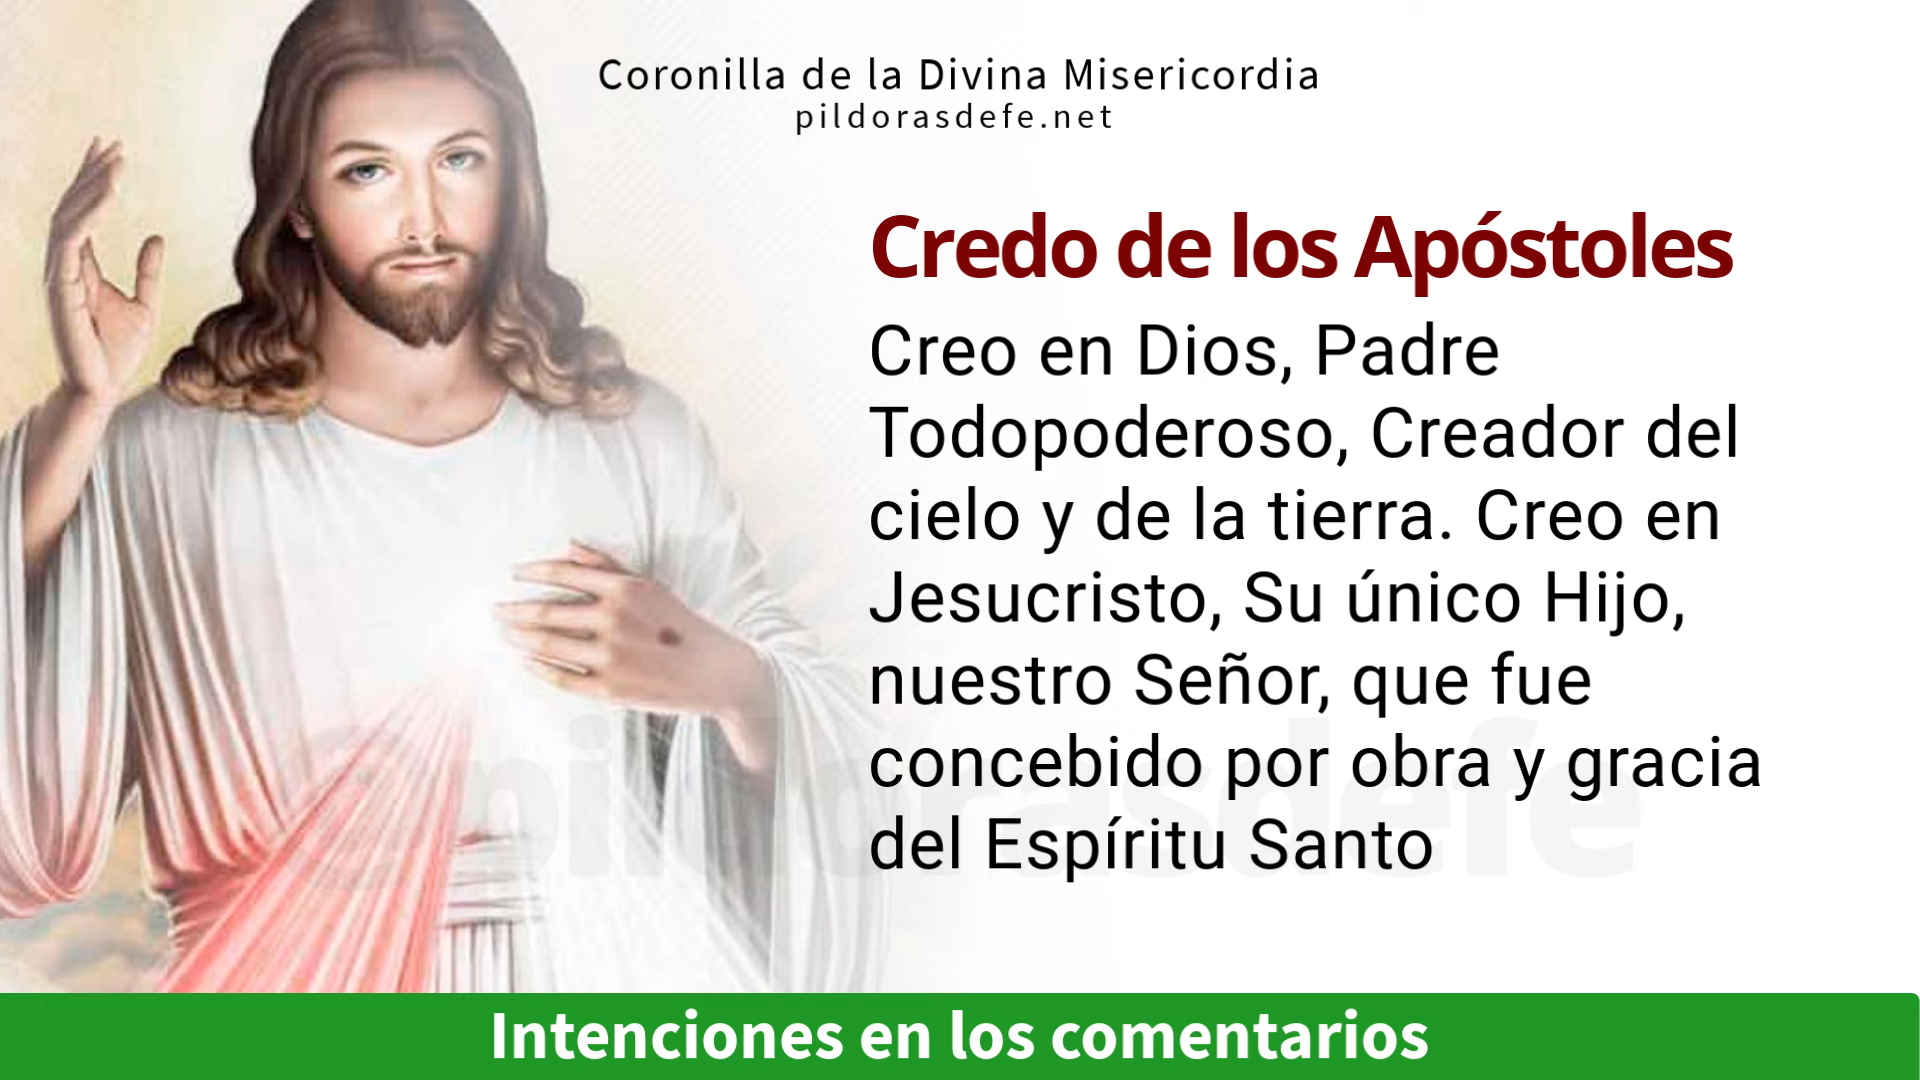 Coronilla de la Divina Misericordia
pildorasdefe.net
Credo de los Apóstoles
Creo en Dios, Padre
Todopoderoso, Creador del
cielo y de la tierra. Creo en
Jesucristo, Su único Hijo,
nuestro Señor, que fue
concebido por obra y gracia
del Espíritu Santo
@pildorasdefe
Intenciones en los comentarios